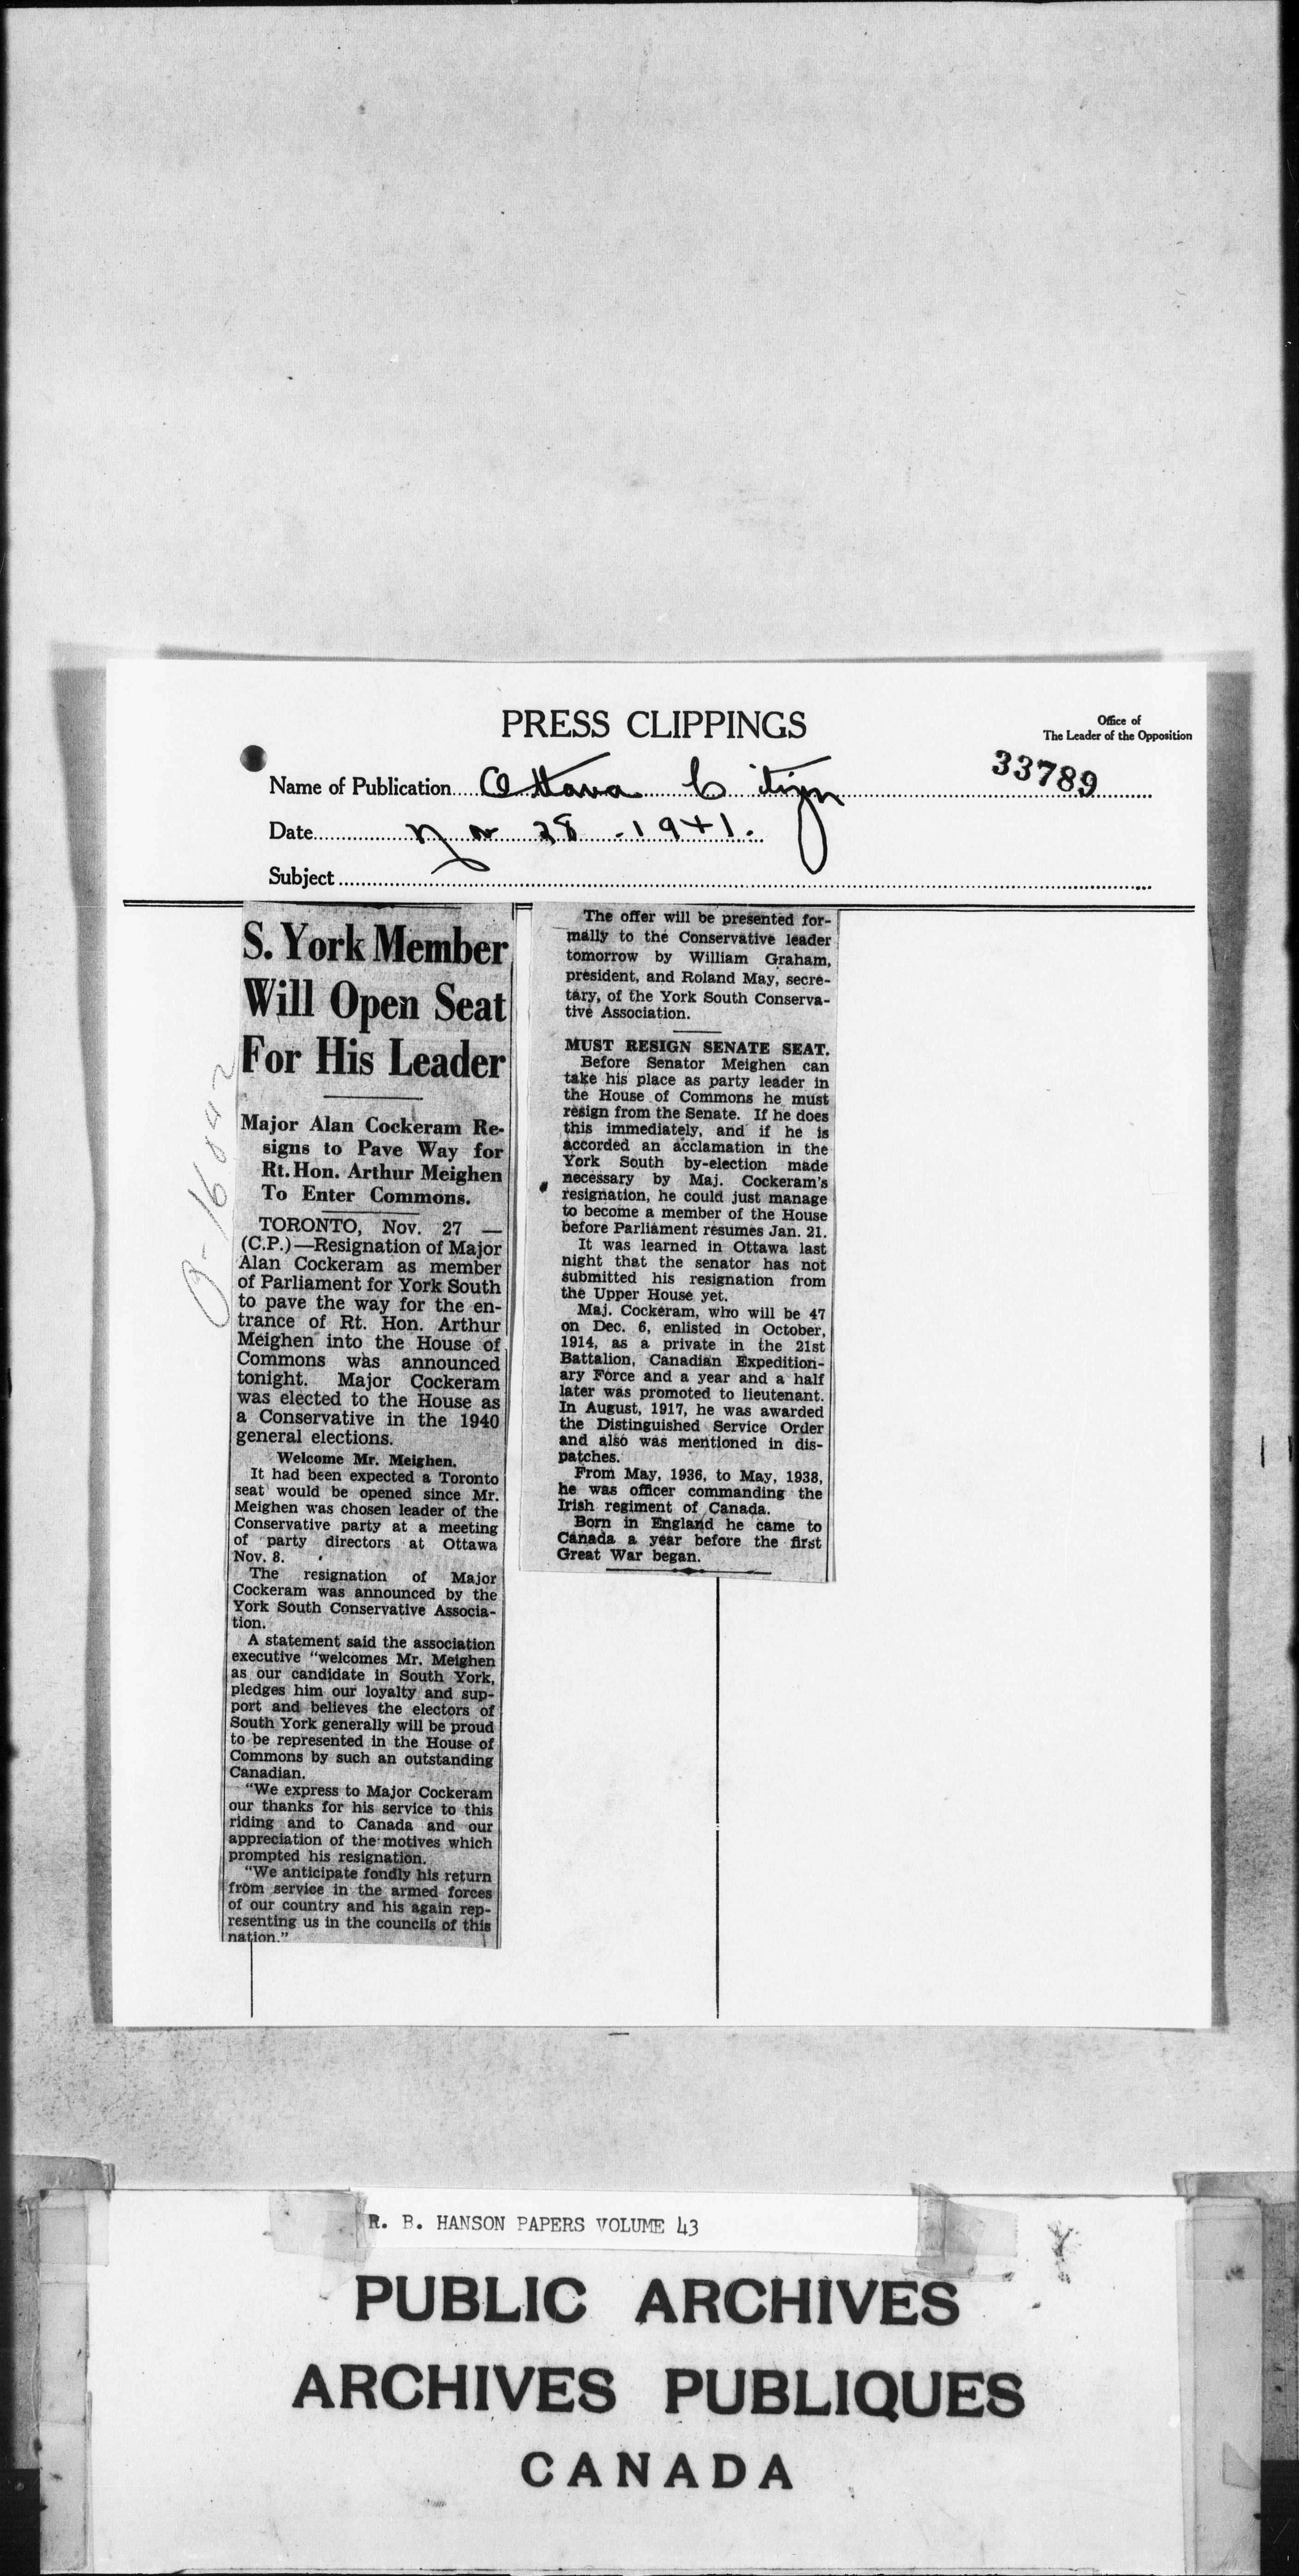 PRESS CLIPPINGS
Office of
The Leader of the Opposition
33789
Name of Publication Ottawa Citizen
Date Nov 28 - 1941.
Subject
S. York Member
Will Open Seat
For His Leader
Major Alan Cockeram Re-
signs to Pave Way for
Rt. Hon. Arthur Meighen
To Enter Commons.
TORONTO, Nov. 27 —
(C.P.)—Resignation of Major
Alan Cockeram as member
of Parliament for York South
to pave the way for the en-
trance of Rt. Hon. Arthur
Meighen into the House of
Commons was announced
tonight. Major Cockeram
was elected to the House as
a Conservative in the 1940
general elections.
Welcome Mr. Meighen.
It had been expected a Toronto
seat would be opened since Mr.
Meighen was chosen leader of the
Conservative party at a meeting
of party directors at Ottawa
Nov. 8.
The resignation of Major
Cockeram was announced by the
York South Conservative Associa-
tion.
A statement said the association
executive "welcomes Mr. Meighen
as our candidate in South York,
pledges him our loyalty and sup-
port and believes the electors of
South York generally will be proud
to be represented in the House of
Commons by such an outstanding
Canadian.
"We express to Major Cockeram
our thanks for his service to this
riding and to Canada and our
appreciation of the motives which
prompted his resignation.
"We anticipate fondly his return
from service in the armed forces
of our country and his again rep-
resenting us in the councils of this
nation."
The offer will be presented for-
mally to the Conservative leader
tomorrow by William Graham,
president, and Roland May, secre-
tary, of the York South Conserva-
tive Association.
MUST RESIGN SENATE SEAT.
Before Senator Meighen can
take his place as party leader in
the House of Commons he must
resign from the Senate. If he does
this immediately, and if he is
accorded an acclamation in the
York South by-election made
necessary by Maj. Cockeram's
resignation, he could just manage
to become a member of the House
before Parliament resumes Jan. 21.
It was learned in Ottawa last
night that the senator has not
submitted his resignation from
the Upper House yet.
Maj. Cockeram, who will be 47
on Dec. 6, enlisted in October,
1914, as a private in the 21st
Battalion, Canadian Expedition-
ary Force and a year and a half
later was promoted to lieutenant.
In August, 1917, he was awarded
the Distinguished Service Order
and also was mentioned in dis-
patches.
From May, 1936, to May, 1938,
he was officer commanding the
Irish regiment of Canada.
Born in England he came to
Canada a year before the first
Great War began.
R. B. HANSON PAPERS VOLUME 43
PUBLIC ARCHIVES
ARCHIVES PUBLIQUES
CANADA